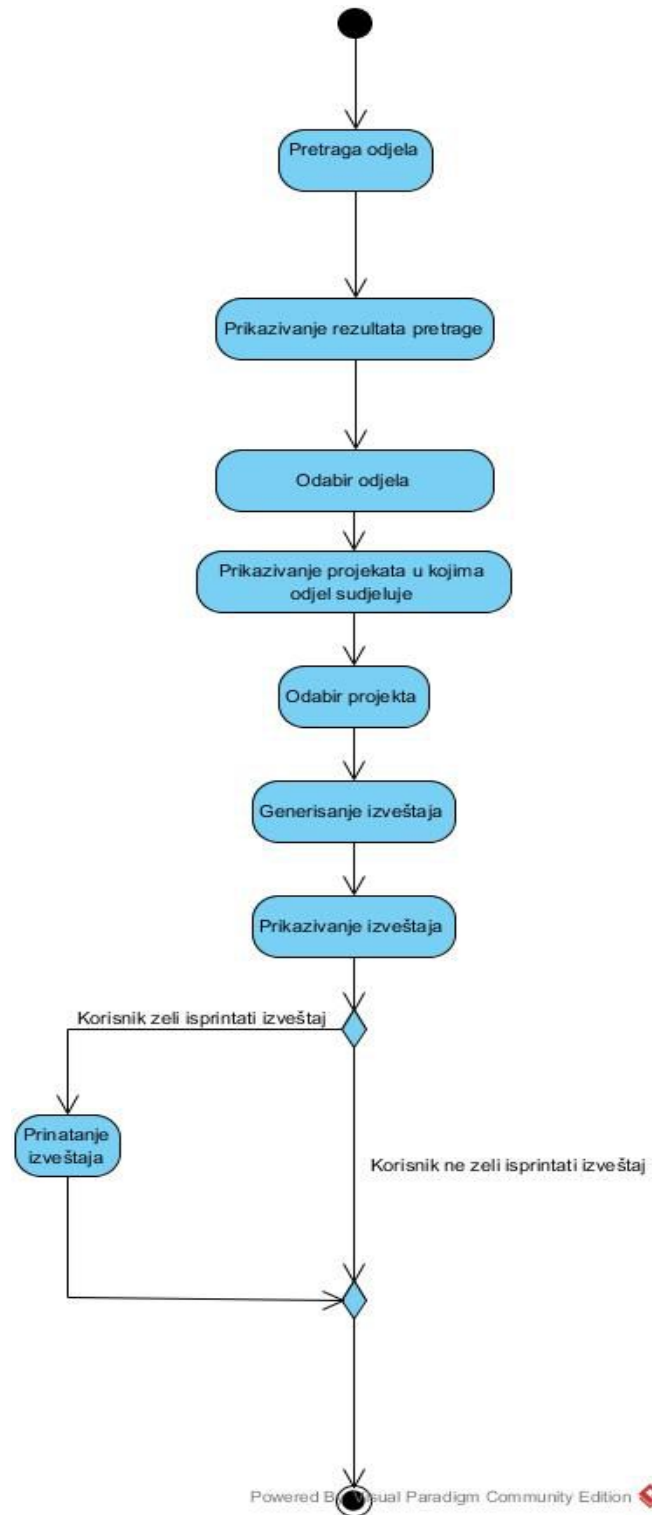 Pretraga odjela
Prikazivanje rezultata pretrage
Odabir odjela
Prikazivanje projekata u kojima
odjel sudjeluje
Odabir projekta
Generisanje izveštaja
Prikazivanje izveštaja
Korisnik zeli isprintati izveštaj
Prinatanje
izveštaja
Korisnik ne zeli isprintati izveštaj
Powered Paradigm Community Edition